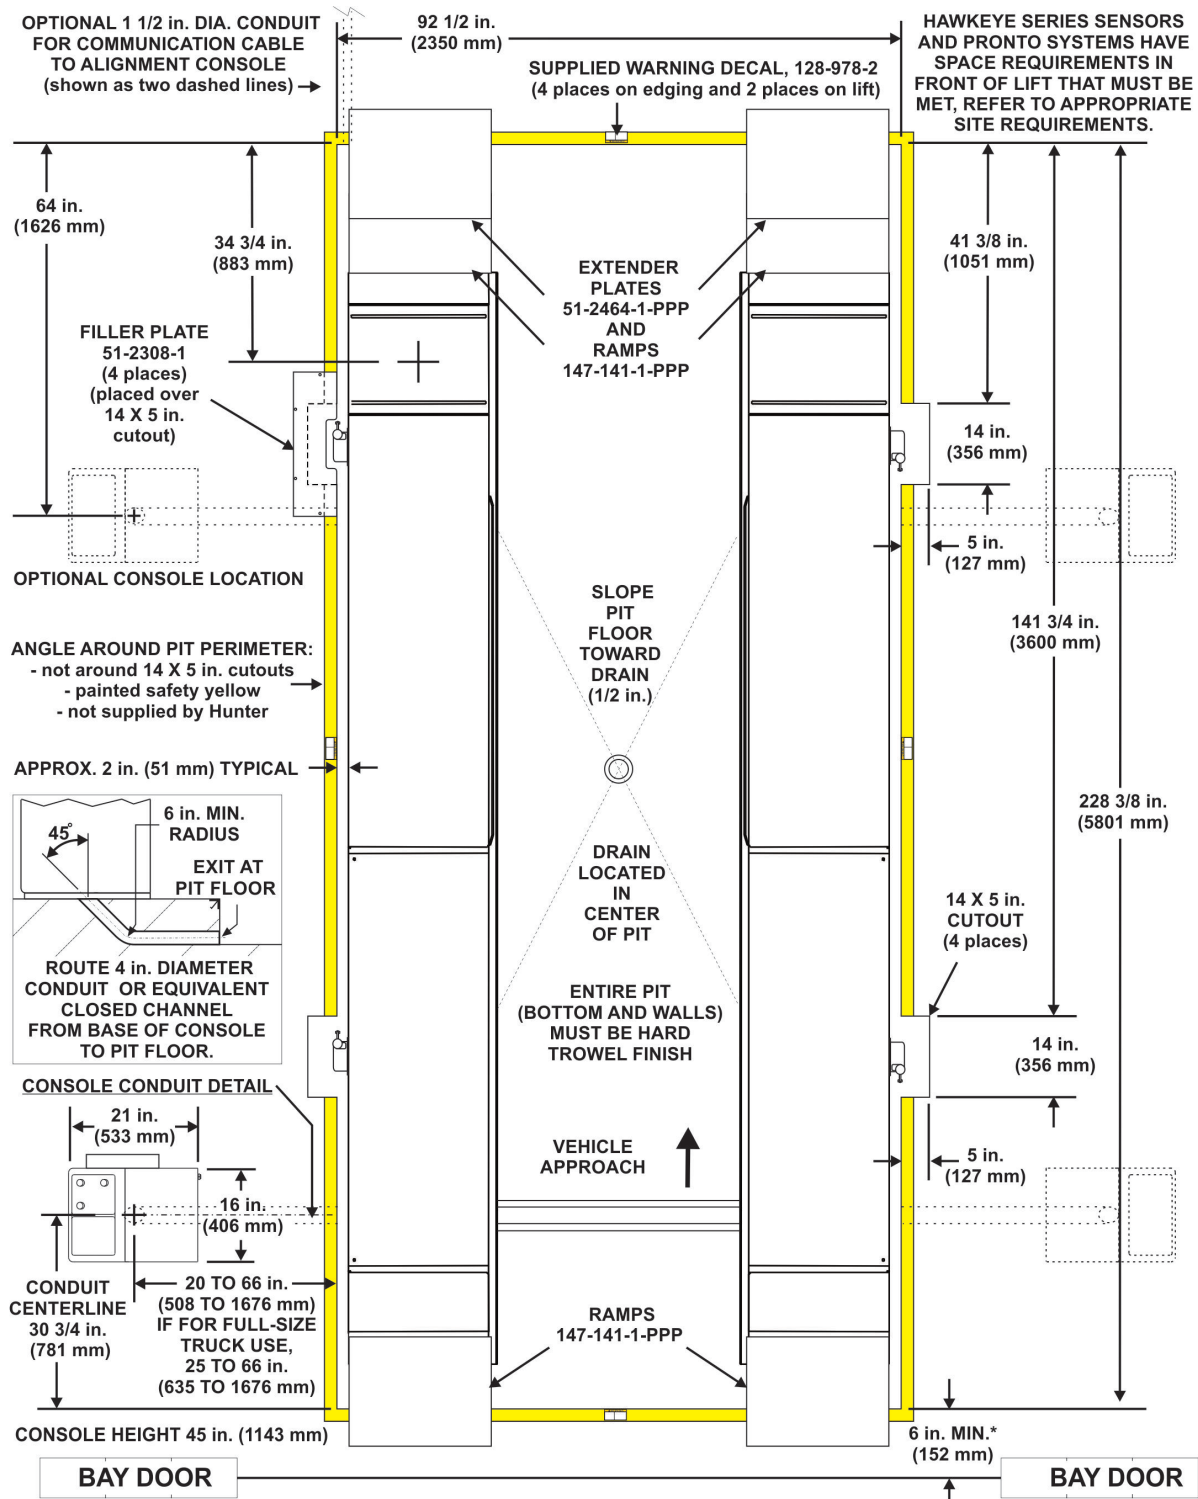 OPTIONAL 1 1/2 in. DIA. CONDUIT
FOR COMMUNICATION CABLE
TO ALIGNMENT CONSOLE
(shown as two dashed lines)
92 1/2 in.
(2350 mm)
SUPPLIED WARNING DECAL, 128-978-2
(4 places on edging and 2 places on lift)
HAWKEYE SERIES SENSORS
AND PRONTO SYSTEMS HAVE
SPACE REQUIREMENTS IN
FRONT OF LIFT THAT MUST BE
MET, REFER TO APPROPRIATE
SITE REQUIREMENTS.
64 in.
(1626 mm)
34 3/4 in.
(883 mm)
41 3/8 in.
(1051 mm)
EXTENDER
PLATES
51-2464-1-PPP
AND
RAMPS
147-141-1-PPP
FILLER PLATE
51-2308-1
(4 places)
(placed over
14 X 5 in.
cutout)
14 in.
(356 mm)
5 in.
(127 mm)
OPTIONAL CONSOLE LOCATION
SLOPE
PIT
FLOOR
TOWARD
DRAIN
(1/2 in.)
141 3/4 in.
(3600 mm)
ANGLE AROUND PIT PERIMETER:
- not around 14 X 5 in. cutouts
- painted safety yellow
- not supplied by Hunter
APPROX. 2 in. (51 mm) TYPICAL
228 3/8 in.
(5801 mm)
45°
6 in. MIN.
RADIUS
EXIT AT
PIT FLOOR
ROUTE 4 in. DIAMETER
CONDUIT OR EQUIVALENT
CLOSED CHANNEL
FROM BASE OF CONSOLE
TO PIT FLOOR.
DRAIN
LOCATED
IN
CENTER
OF PIT
14 X 5 in.
CUTOUT
(4 places)
ENTIRE PIT
(BOTTOM AND WALLS)
MUST BE HARD
TROWEL FINISH
14 in.
(356 mm)
CONSOLE CONDUIT DETAIL
21 in.
(533 mm)
VEHICLE
APPROACH
5 in.
(127 mm)
16 in.
(406 mm)
CONDUIT
CENTERLINE
30 3/4 in.
(781 mm)
20 TO 66 in.
(508 TO 1676 mm)
IF FOR FULL-SIZE
TRUCK USE,
25 TO 66 in.
(635 TO 1676 mm)
RAMPS
147-141-1-PPP
CONSOLE HEIGHT 45 in. (1143 mm)
6 in. MIN.*
(152 mm)
BAY DOOR
BAY DOOR